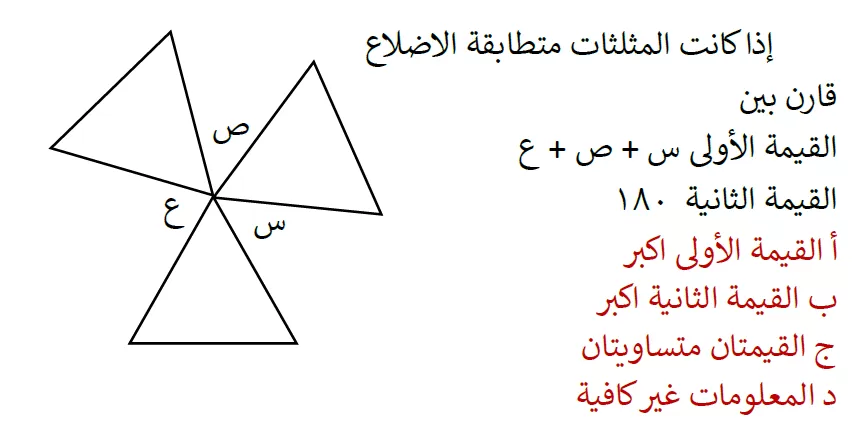 إذا كانت المثلثات متطابقة الاضلاع
قارن بين
القيمة الأولى س + ص + ع
القيمة الثانية ١٨٠
أ القيمة الأولى اكبر
ب القيمة الثانية اكبر
ج القيمتان متساويتان
د المعلومات غير كافية
ص
ع
س